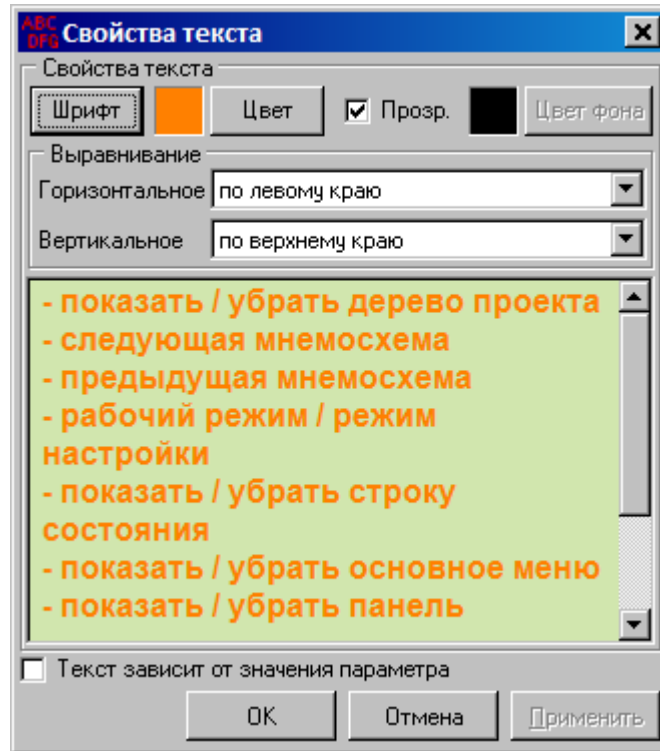 ABC
DFG Свойства текста
Свойства текста
Шрифт Цвет Прозр. Цвет фона
Выравнивание
Горизонтальное по левому краю
Вертикальное по верхнему краю
- показать / убрать дерево проекта
- следующая мнемосхема
- предыдущая мнемосхема
- рабочий режим / режим
настройки
- показать / убрать строку
состояния
- показать / убрать основное меню
- показать / убрать панель
Текст зависит от значения параметра
OK Отмена Применить